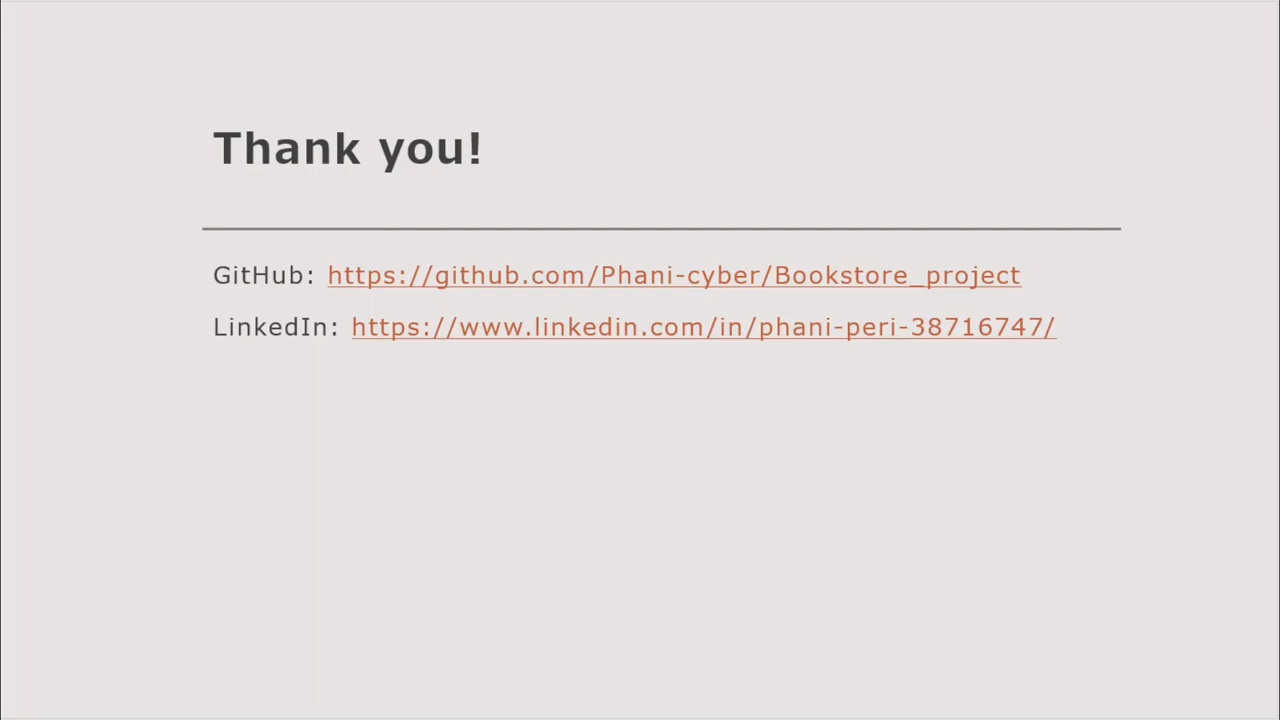 Thank you!
GitHub: https://github.com/Phani-cyber/Bookstore_project
LinkedIn: https://www.linkedin.com/in/phani-peri-38716747/